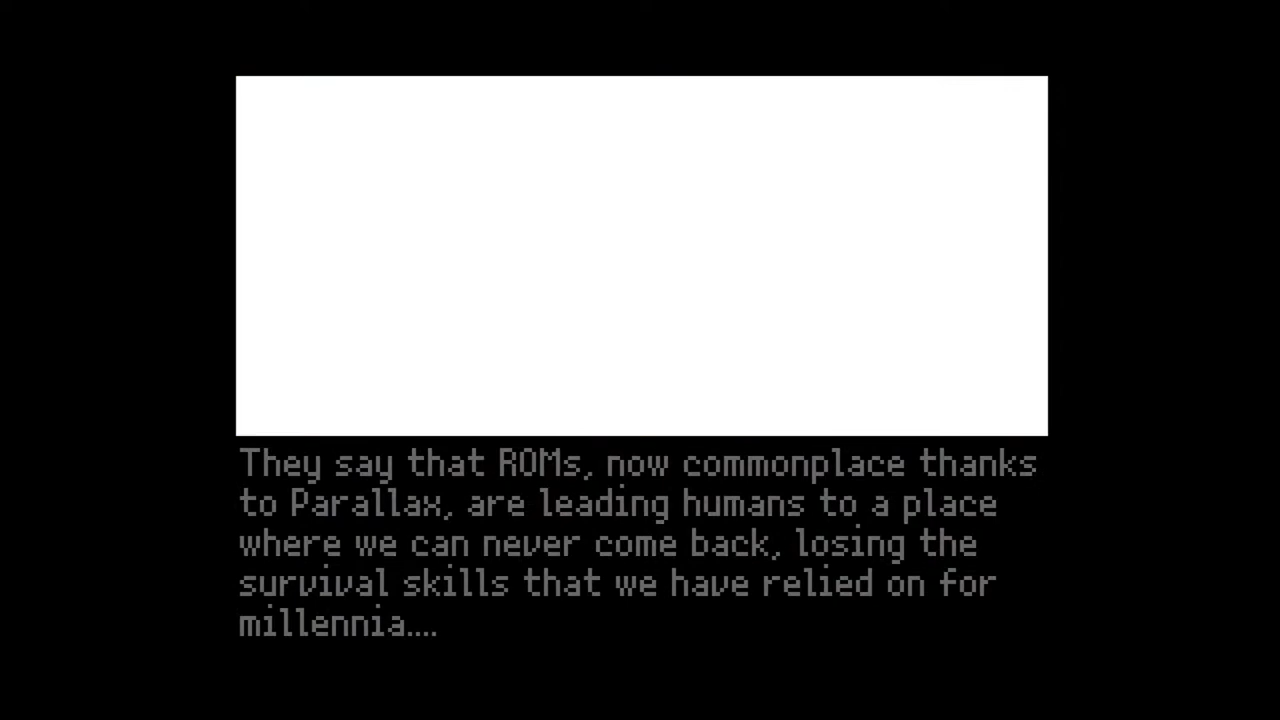 They say that ROMs, now commonplace thanks
to Parallax, are leading humans to a place
where we can never come back, losing the
survival skills that we have relied on for
millennia....